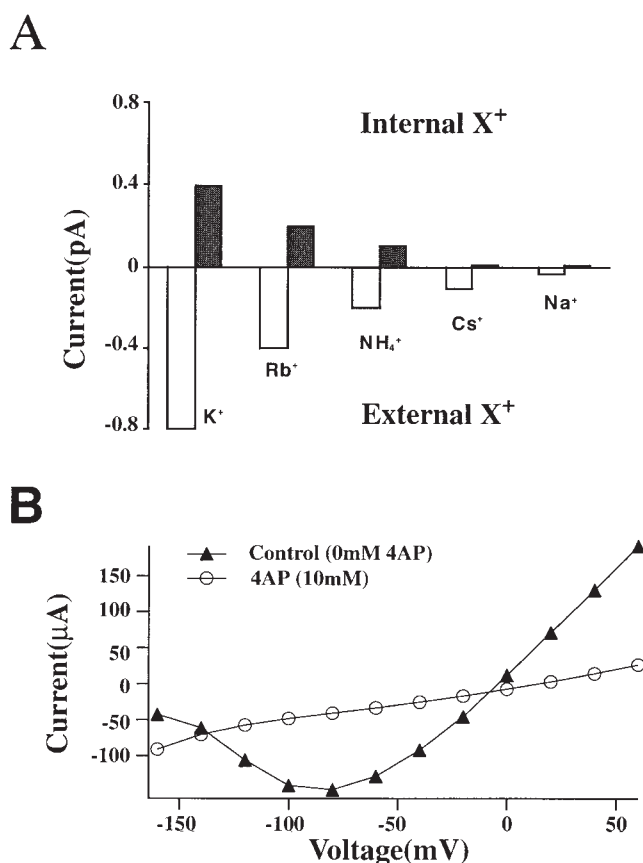 A
0.8
Internal X⁺
0.4
0
-0.4
-0.8
Current(pA)
K⁺
Rb⁺
NH₄⁺
Cs⁺
Na⁺
External X⁺
B
Control (0mM 4AP)
4AP (10mM)
150
100
50
0
-50
-100
Current(µA)
-150
-100
-50
0
50
Voltage(mV)